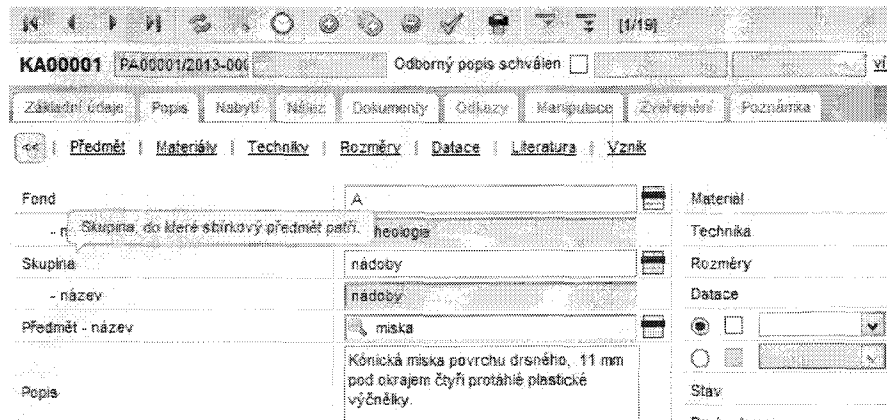 [1/19]
KA00001 PA00001/2013-000 Odborný popis schválen
Základní údaje Popis Nabytí Nález Dokumenty Odkazy Manipulace Zveřejnění Poznámka
<< | Předmět | Materiály | Techniky | Rozměry | Datace | Literatura | Vznik
Fond A Materiál
Skupina, do které sbírkový předmět patří. heologie Technika
Skupina nádoby Rozměry
- název nádoby Datace
Předmět - název miska
Kónická miska povrchu drsného, 11 mm
pod okrajem čtyři protáhlé plastické
Popis výčnělky. Stav